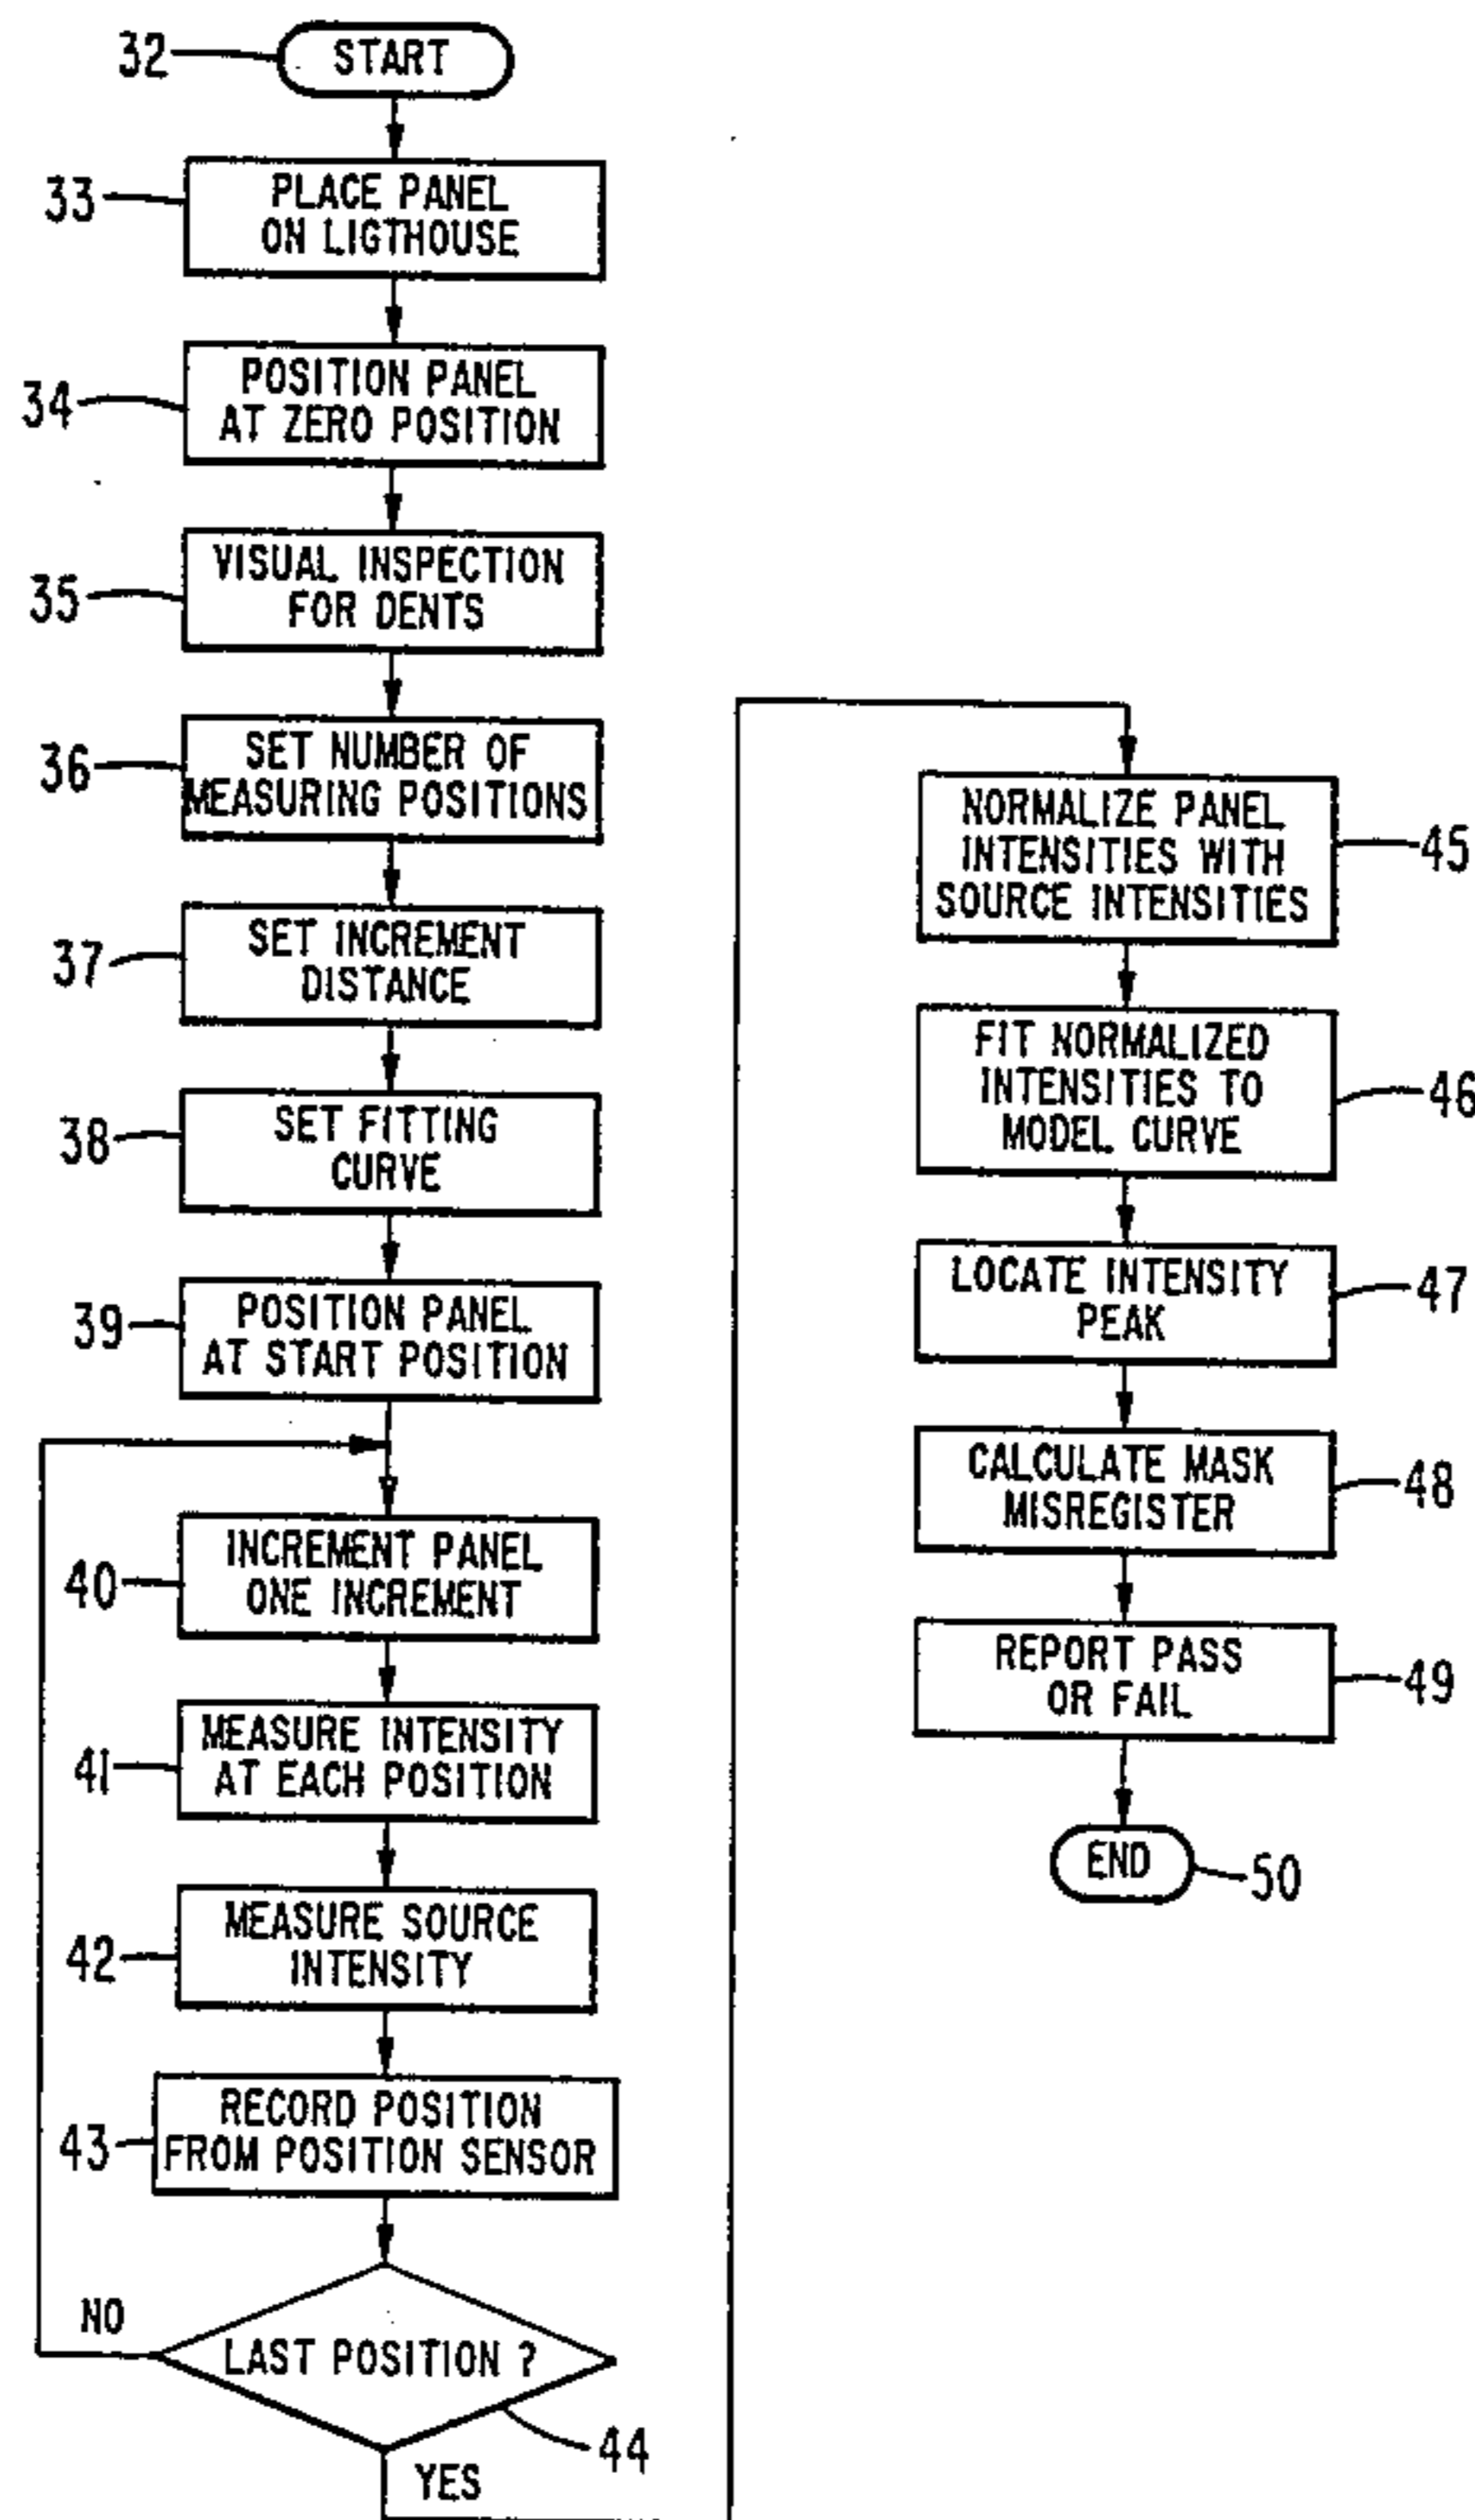 32
START
33
PLACE PANEL
ON LIGTHOUSE
34
POSITION PANEL
AT ZERO POSITION
35
VISUAL INSPECTION
FOR DENTS
36
SET NUMBER OF
MEASURING POSITIONS
37
SET INCREMENT
DISTANCE
38
SET FITTING
CURVE
39
POSITION PANEL
AT START POSITION
40
INCREMENT PANEL
ONE INCREMENT
41
MEASURE INTENSITY
AT EACH POSITION
42
MEASURE SOURCE
INTENSITY
43
RECORD POSITION
FROM POSITION SENSOR
NO
LAST POSITION ?
44
YES
NORMALIZE PANEL
INTENSITIES WITH
SOURCE INTENSITIES
45
FIT NORMALIZED
INTENSITIES TO
MODEL CURVE
46
LOCATE INTENSITY
PEAK
47
CALCULATE MASK
MISREGISTER
48
REPORT PASS
OR FAIL
49
END
50